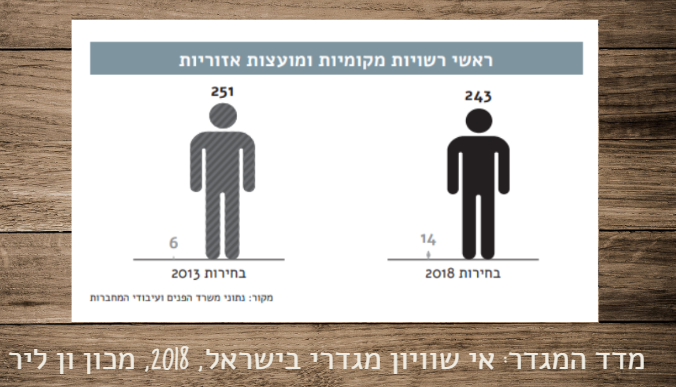 ראשי רשויות מקומיות ומועצות אזוריות
251
243
6
14
בחירות 2013
בחירות 2018
מקור: נתוני משרד הפנים ועיבודי המחברות
מדד המגדר: אי שוויון מגדרי בישראל, 2018, מכון ון ליר